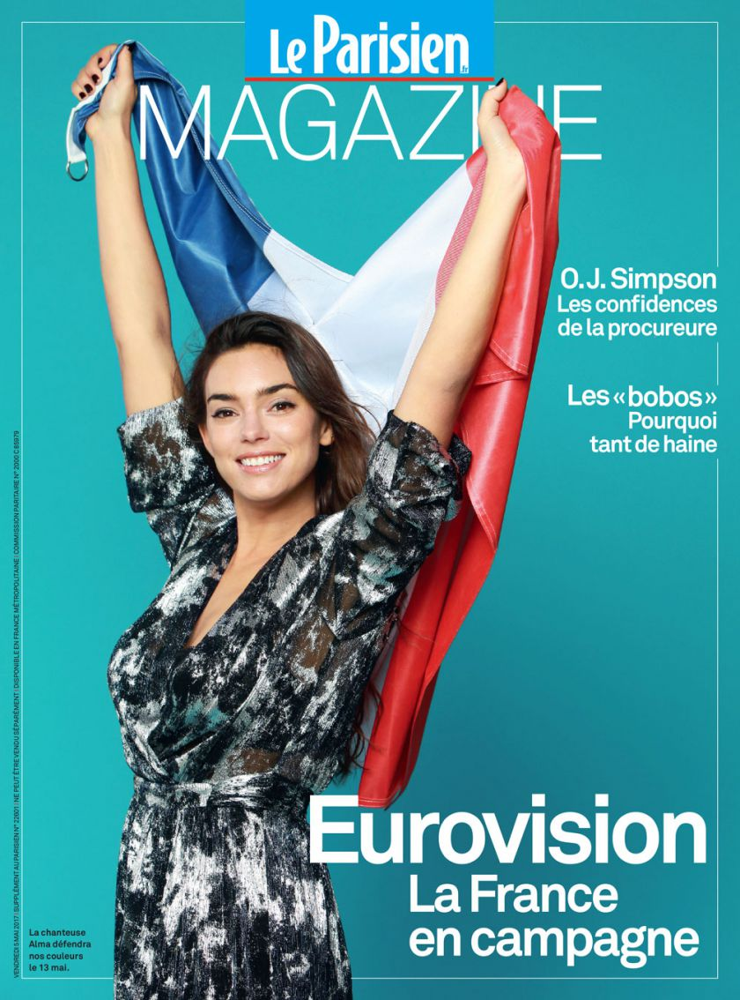 Le Parisien.fr
MAGAZINE
O.J. Simpson
Les confidences
de la procureure
Les « bobos »
Pourquoi
tant de haine
Eurovision
La France
en campagne
La chanteuse
Alma défendra
nos couleurs
le 13 mai.
VENDREDI 5 MAI 2017 | SUPPLÉMENT AU PARISIEN N° 22601 | NE PEUT ÊTRE VENDU SÉPARÉMENT | DISPONIBLE EN FRANCE MÉTROPOLITAINE | COMMISSION PARITAIRE N° 2000 C 85979